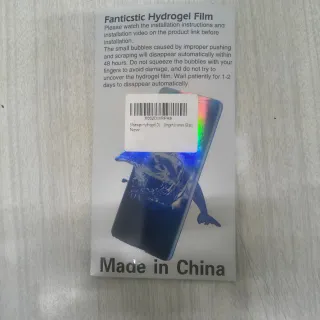 Fanticstic Hydrogel Film
Please watch the installation instructions and
installation video on the product link before
installation.
The small bubbles caused by improper pushing
and scraping will disappear automatically within
48 hours. Do not squeeze the bubbles with your
fingers to avoid damage, and do not try to
uncover the hydrogel film. Wait patiently for 1-2
days to disappear automatically.
Made in China